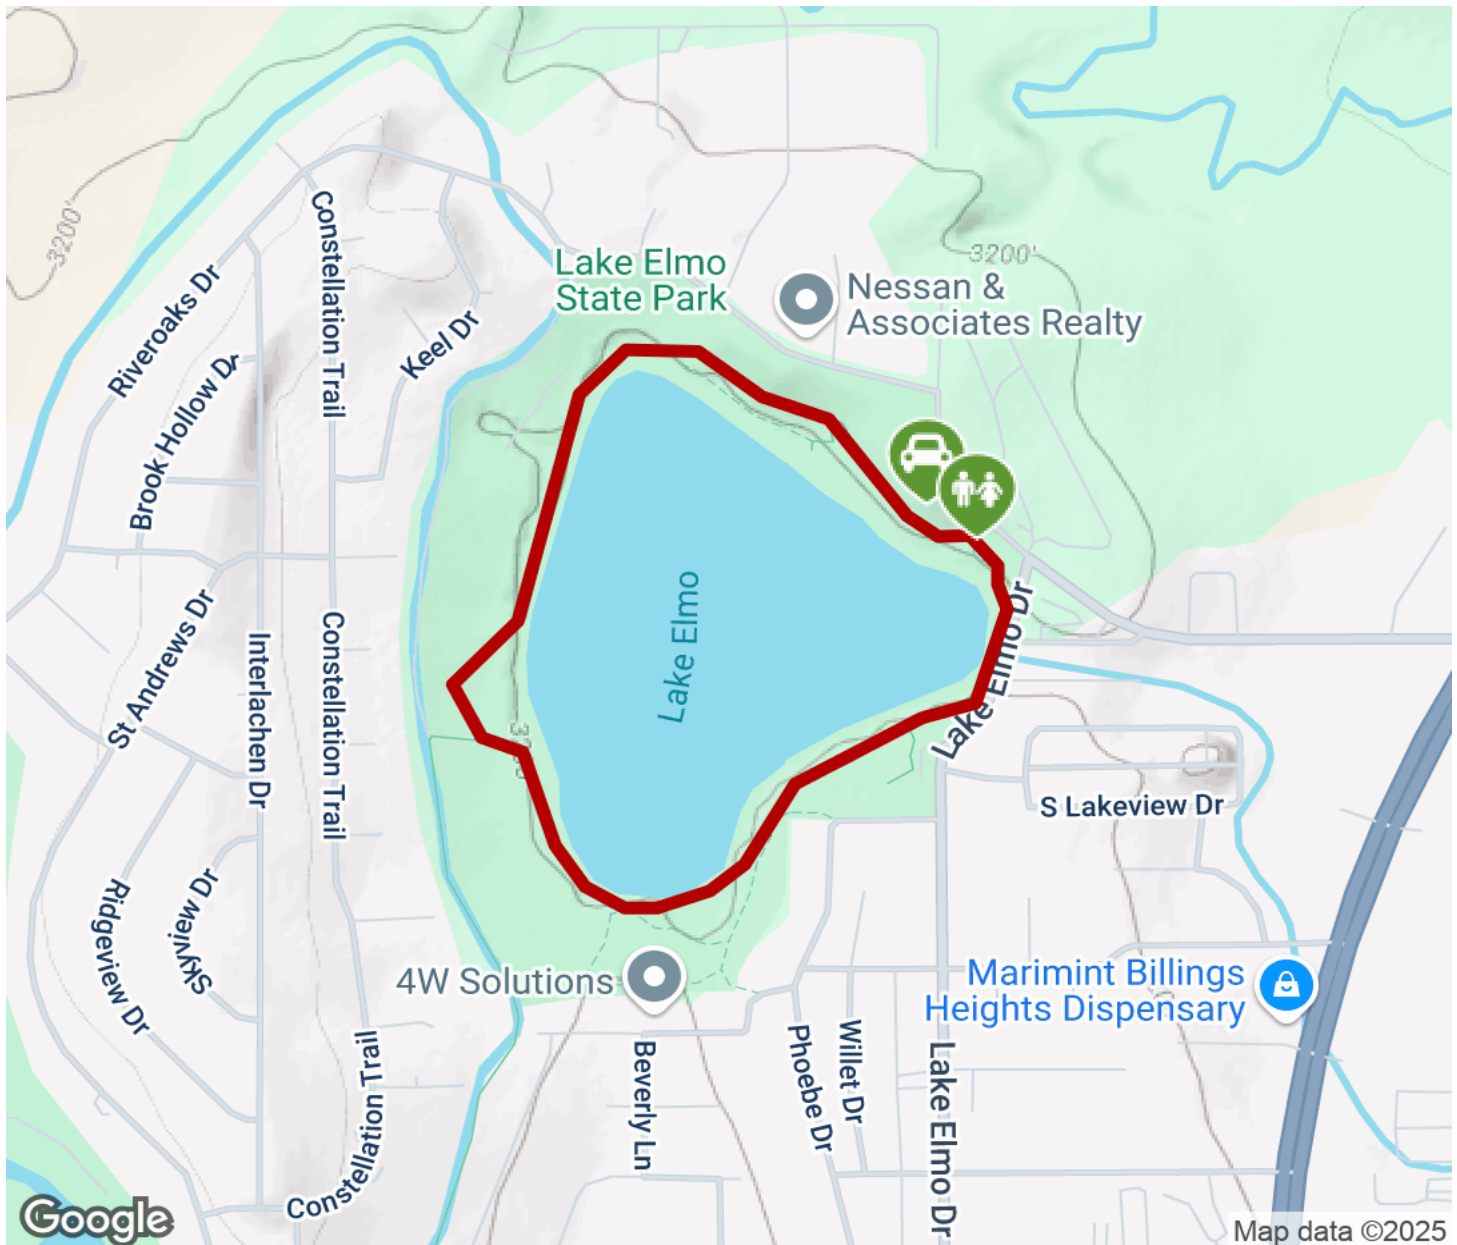 Lake Elmo
State Park
Nessan &
Associates Realty
3200'
3200'
Constellation Trail
Riveroaks Dr
Keel Dr
Brook Hollow Dr
Lake Elmo
Lake Elmo Dr
St Andrews Dr
Interlachen Dr
Constellation Trail
S Lakeview Dr
Skyview Dr
Ridgeview Dr
4W Solutions
Marimint Billings
Heights Dispensary
Constellation Trail
Beverly Ln
Phoebe Dr
Willet Dr
Lake Elmo Dr
Google
Map data ©2025